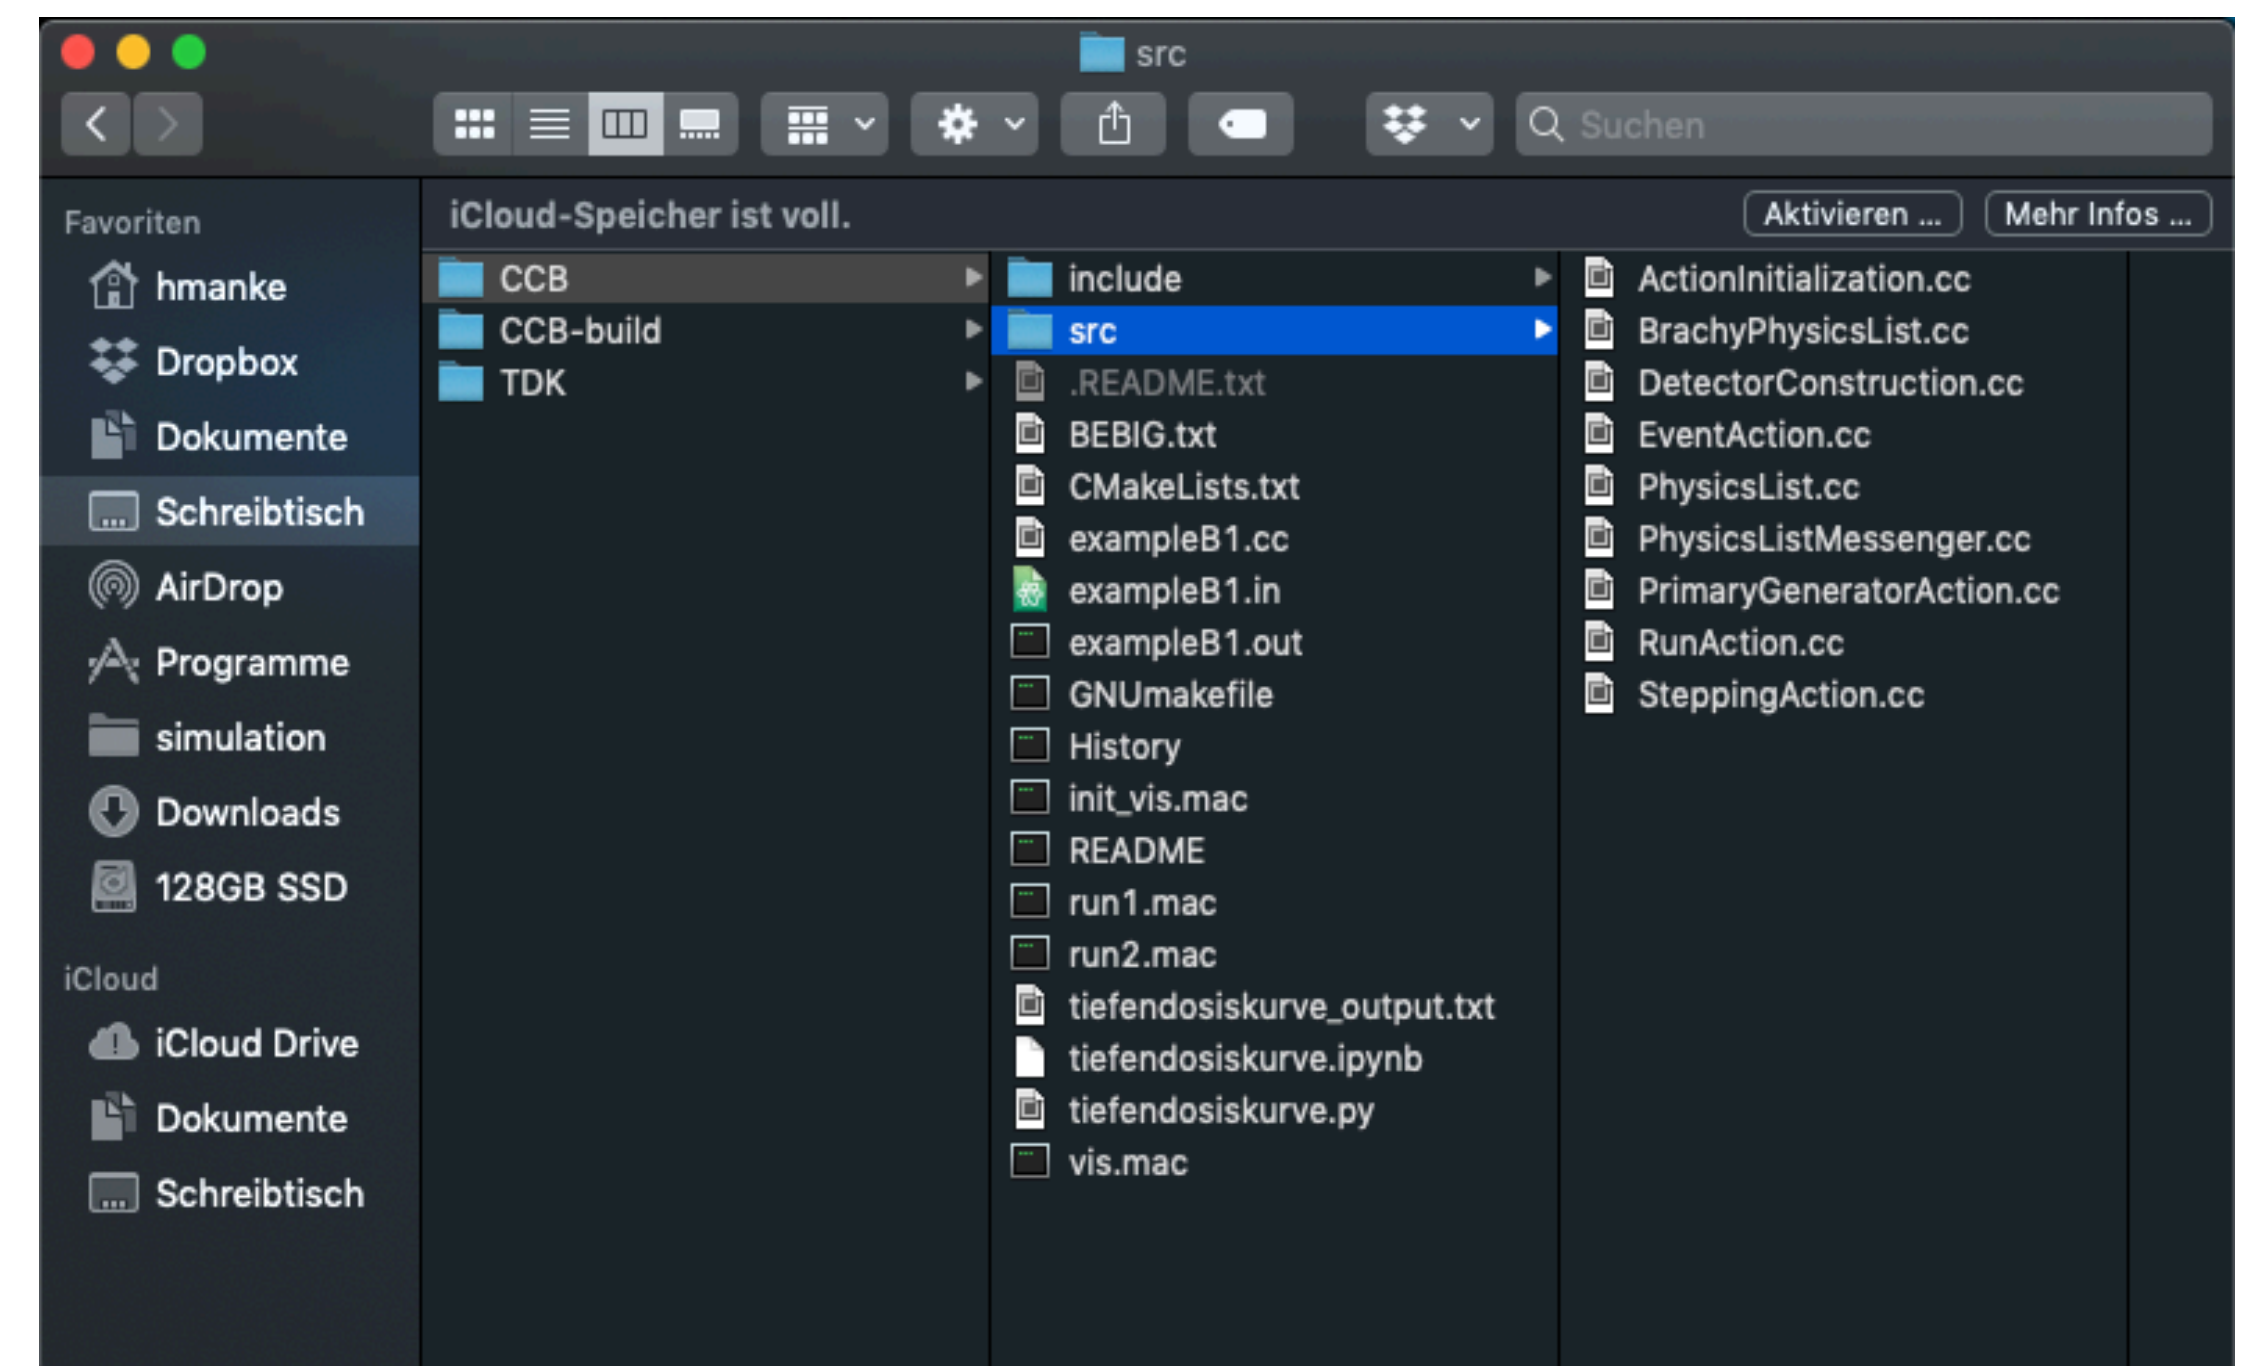 src
Suchen
Favoriten
hmanke
Dropbox
Dokumente
Schreibtisch
AirDrop
Programme
simulation
Downloads
128GB SSD
iCloud
iCloud Drive
Dokumente
Schreibtisch
iCloud-Speicher ist voll.
Aktivieren ...
Mehr Infos ...
CCB
CCB-build
TDK
include
src
.README.txt
BEBIG.txt
CMakeLists.txt
exampleB1.cc
exampleB1.in
exampleB1.out
GNUmakefile
History
init_vis.mac
README
run1.mac
run2.mac
tiefendosiskurve_output.txt
tiefendosiskurve.ipynb
tiefendosiskurve.py
vis.mac
ActionInitialization.cc
BrachyPhysicsList.cc
DetectorConstruction.cc
EventAction.cc
PhysicsList.cc
PhysicsListMessenger.cc
PrimaryGeneratorAction.cc
RunAction.cc
SteppingAction.cc